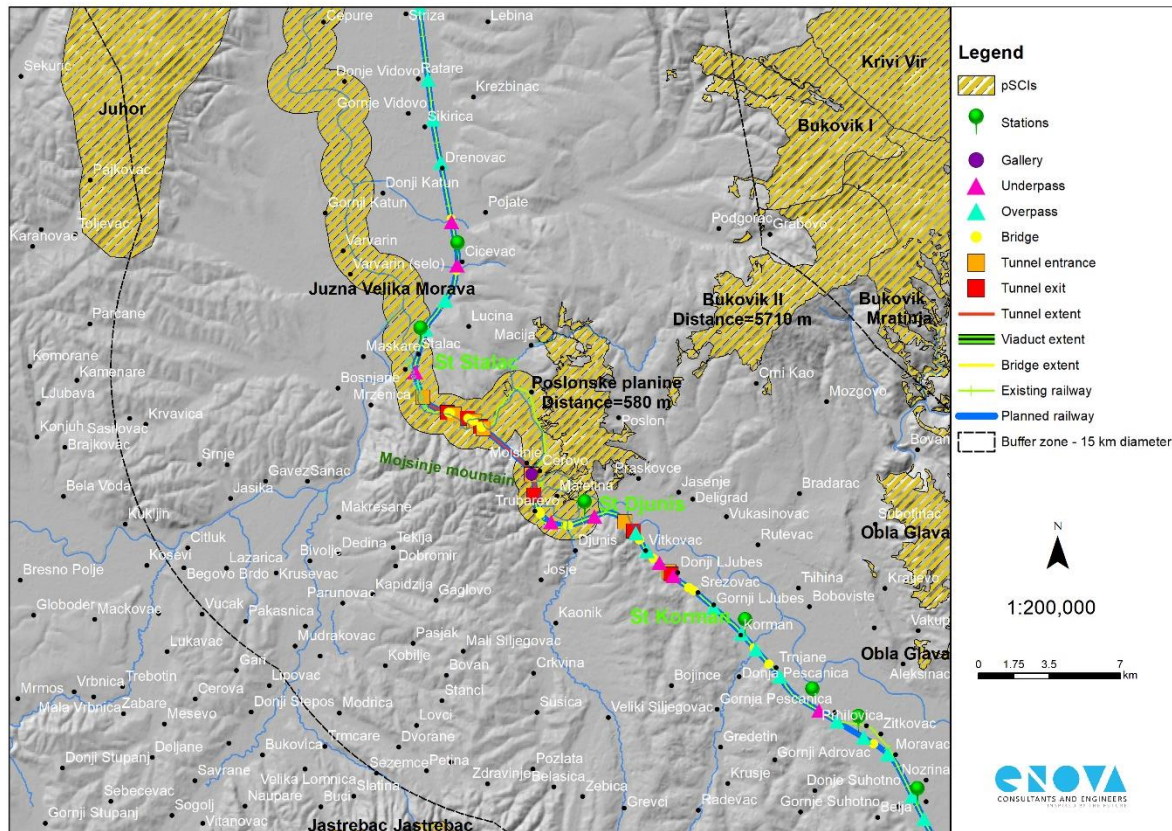 Cepure
Striza
Lebina
Sekuric
Donje Vidovo
Ratare
Krezbinac
Krivi Vir
Juhor
Gornje Vidovo
Sikirica
Bukovik I
Drenovac
Pajkovac
Donji Katun
Gornji Katun
Pojate
Podgorac
Grabovo
Karanovac
Toljevac
Varvarin
Cicevac
Varvarin (selo)
Juzna Velika Morava
Bukovik II
Distance=5710 m
Bukovik
Mratinja
Parcane
Lucina
Macija
Maskare
Stalac
St Stalac
Komorane
Kamenare
Bosnjane
Mrzenica
Poslonske planine
Distance=580 m
Crni Kao
Mozgovo
Ljubava
Krvavica
Poslon
Konjuh
Brajkovac
Bovan
Srnje
Gavez
Sanac
Mojsinje mountain
Mojsinje
Cerovo
Praskovce
Bela Voda
Jasika
Maletina
Jasenje
Deligrad
Bradarac
Makresane
Trubarevo
St Djunis
Vukasinovac
Subotinac
Kukljin
Obla Glava
Citluk
Dedina
Tekija
Djunis
Vitkovac
Rutevac
Kosevi
Lazarica
Bivolje
Dobromir
Donji LJubes
Bresno Polje
Begovo Brdo
Krusevac
Kapidzija
Josje
Srezovac
Kraljevo
Globoder
Mackovac
Vucak
Parunovac
Gaglovo
Gornji LJubes
Boboviste
Pakasnica
Kaonik
St Korman
Korman
Vakup
Lukavac
Mudrakovac
Pasjak
Mali Siljegovac
Obla Glava
Gari
Kobilje
Bovan
Crkvina
Trnjane
Aleksinac
Mrmos
Vrbnica
Trebotin
Lipovac
Stanci
Bojince
Donja Pescanica
Mala Vrbnica
Zabare
Cerova
Donji Stepos
Modrica
Susica
Gornja Pescanica
Mesevo
Lovci
Veliki Siljegovac
Prhilovica
Zitkovac
Doljane
Bukovica
Trmcare
Dvorane
Gredetin
Gornji Adrovac
Moravac
Donji Stupanj
Sezemce
Petina
Pozlata
Savrane
Velika Lomnica
Slatina
Zdravinje
Belasica
Krusje
Donje Suhotno
Nozrina
Sebecevac
Naupare
Buci
Zebica
Gornje Suhotno
Gornji Stupanj
Sogolj
Vitanovac
Grevci
Radevac
Belja
Jastrebac
Jastrebac
Legend
pSCIs
Stations
Gallery
Underpass
Overpass
Bridge
Tunnel entrance
Tunnel exit
Tunnel extent
Viaduct extent
Bridge extent
Existing railway
Planned railway
Buffer zone - 15 km diameter
N
1:200,000
0 1.75 3.5 7
km
eNOVA
CONSULTANTS AND ENGINEERS